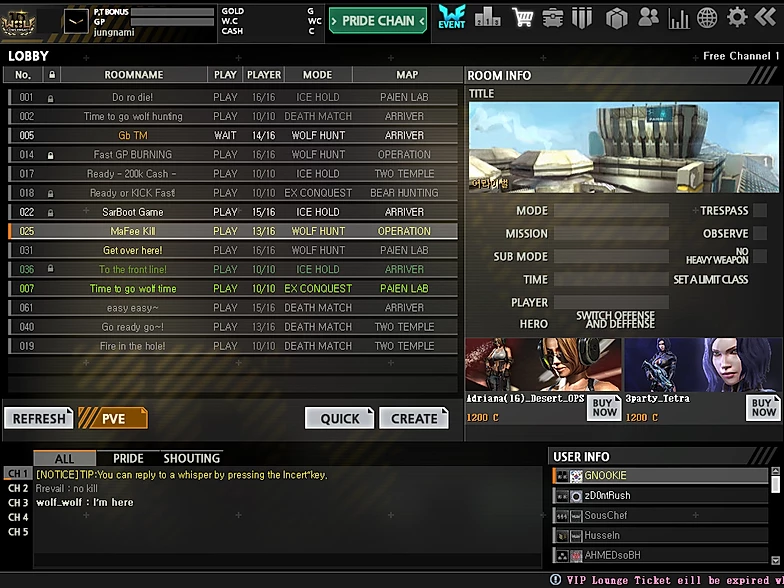 WOLF
P,T BONUS
GP
jungnami
GOLD G
W.C WC
CASH C
PRIDE CHAIN
EVENT
LOBBY
Free Channel 1
No. ROOMNAME PLAY PLAYER MODE MAP
001 Do ro die! PLAY 16/16 ICE HOLD PAIEN LAB
002 Time to go wolf hunting PLAY 10/10 DEATH MATCH ARRIVER
005 Gb TM WAIT 14/16 WOLF HUNT ARRIVER
014 Fast GP BURNING PLAY 16/16 WOLF HUNT OPERATION
017 Ready - 200k Cash - PLAY 10/10 ICE HOLD TWO TEMPLE
018 Ready or KICK Fast! PLAY 10/10 EX CONQUEST BEAR HUNTING
022 SarBoot Game PLAY 15/16 ICE HOLD ARRIVER
025 MaFee Kill PLAY 13/16 WOLF HUNT OPERATION
031 Get over here! PLAY 16/16 WOLF HUNT PAIEN LAB
036 To the front line! PLAY 10/10 ICE HOLD ARRIVER
007 Time to go wolf time PLAY 10/10 EX CONQUEST PAIEN LAB
061 easy easy~ PLAY 15/16 DEATH MATCH ARRIVER
040 Go ready go~! PLAY 13/16 DEATH MATCH TWO TEMPLE
019 Fire in the hole! PLAY 10/10 DEATH MATCH TWO TEMPLE
REFRESH
PVE
QUICK
CREATE
ROOM INFO
TITLE
MODE
MISSION
SUB MODE
TIME
PLAYER
HERO
TRESPASS
OBSERVE
NO
HEAVY WEAPON
SET A LIMIT CLASS
SWITCH OFFENSE
AND DEFFENSE
Adriana(16)_Desert_OPS
1200 C
BUY
NOW
3party_Tetra
1200 C
BUY
NOW
ALL PRIDE SHOUTING
CH 1
CH 2
CH 3
CH 4
CH 5
[NOTICE]TIP:You can reply to a whisper by pressing the Incert"key.
Rrevail : no kill
wolf_wolf : I'm here
USER INFO
GNOOKIE
zD0ntRush
SousChef
Husseln
AHMEDsoBH
VIP Lounge Ticket eill be expired w